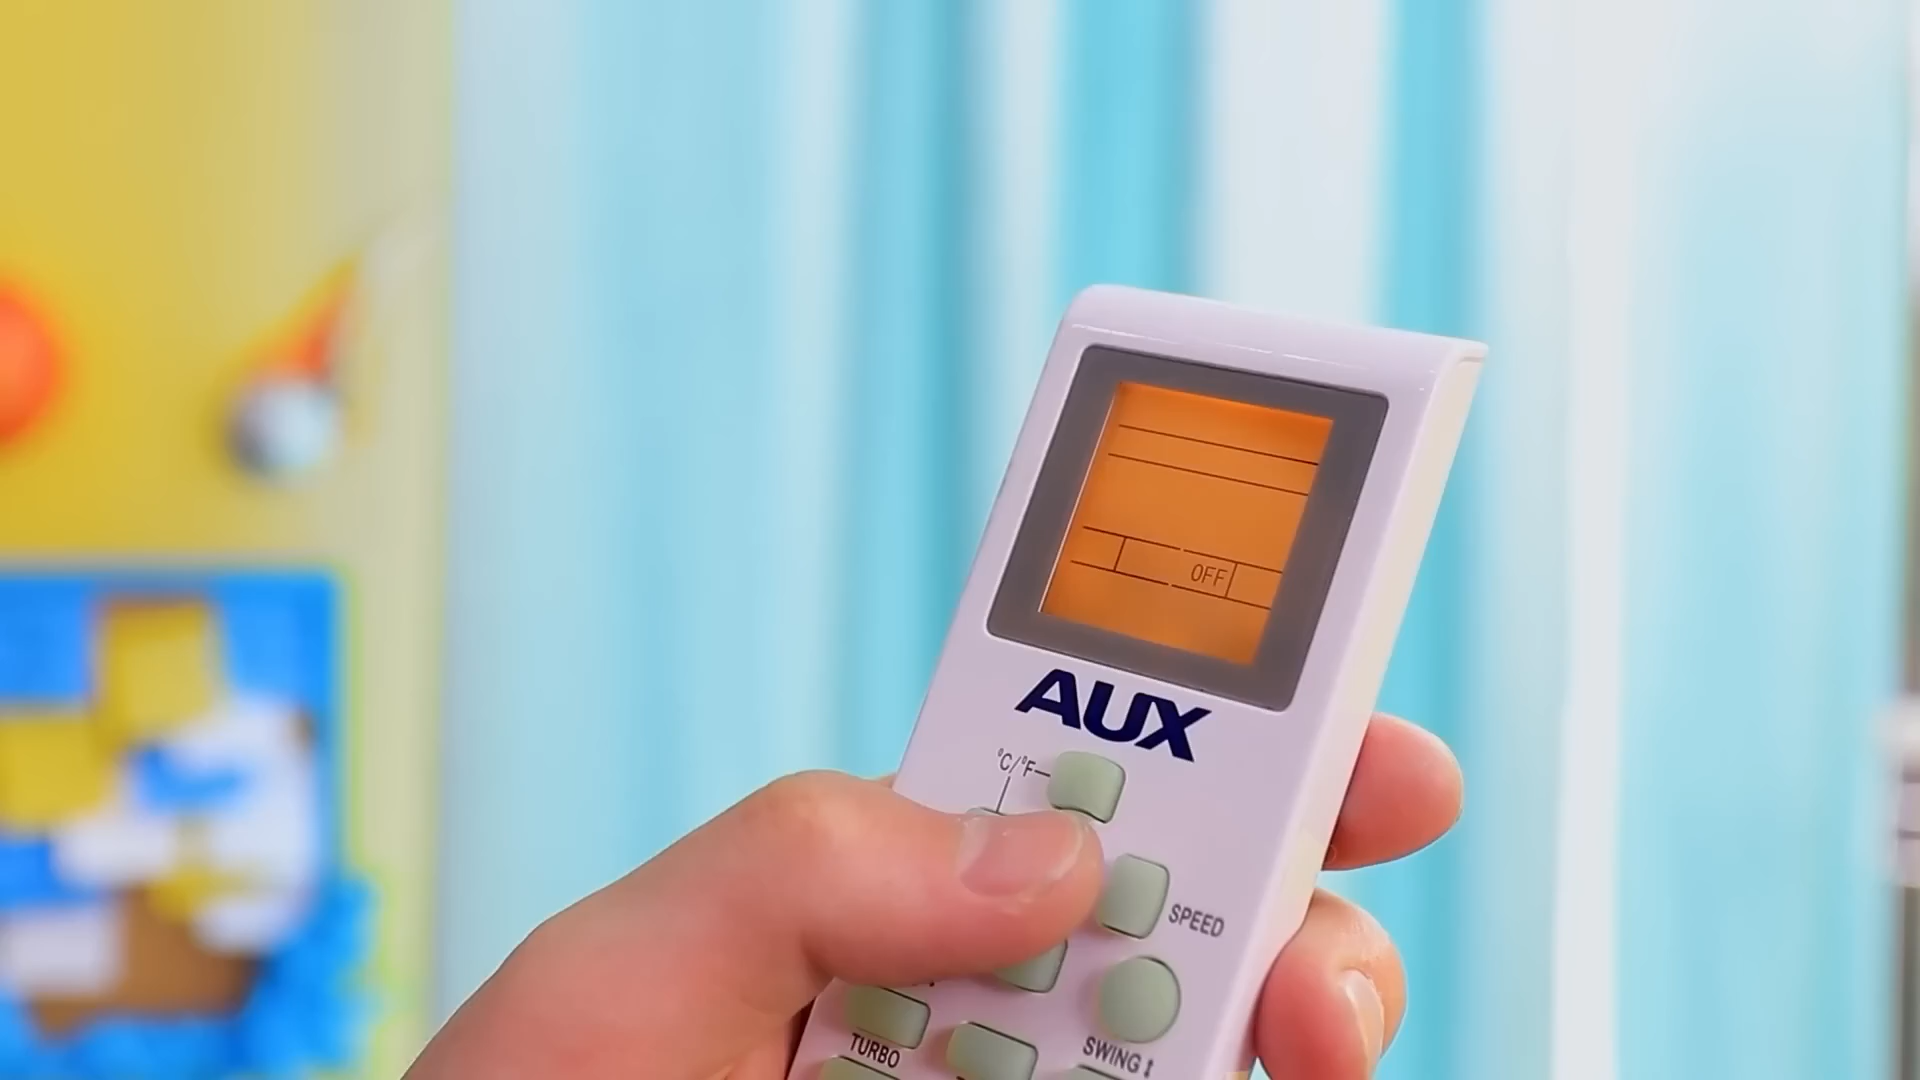 OFF
AUX
°C/°F
SPEED
TURBO
SWING